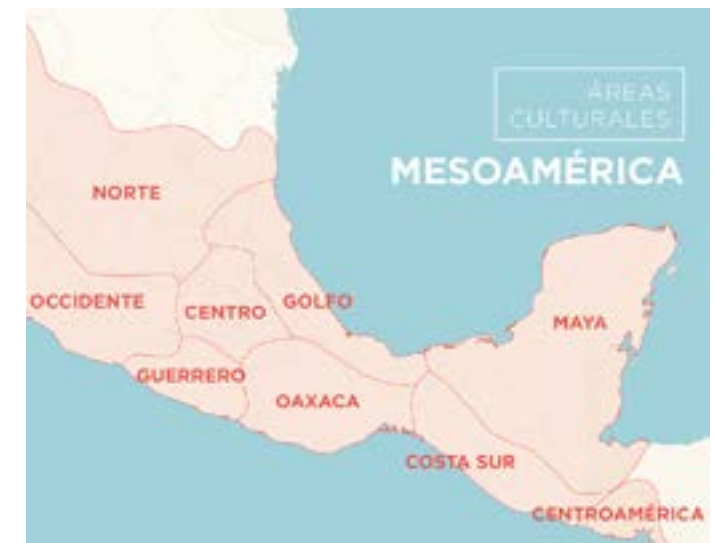 ÁREAS
CULTURALES
MESOAMÉRICA
NORTE
OCCIDENTE
CENTRO
GOLFO
MAYA
GUERRERO
OAXACA
COSTA SUR
CENTROAMÉRICA